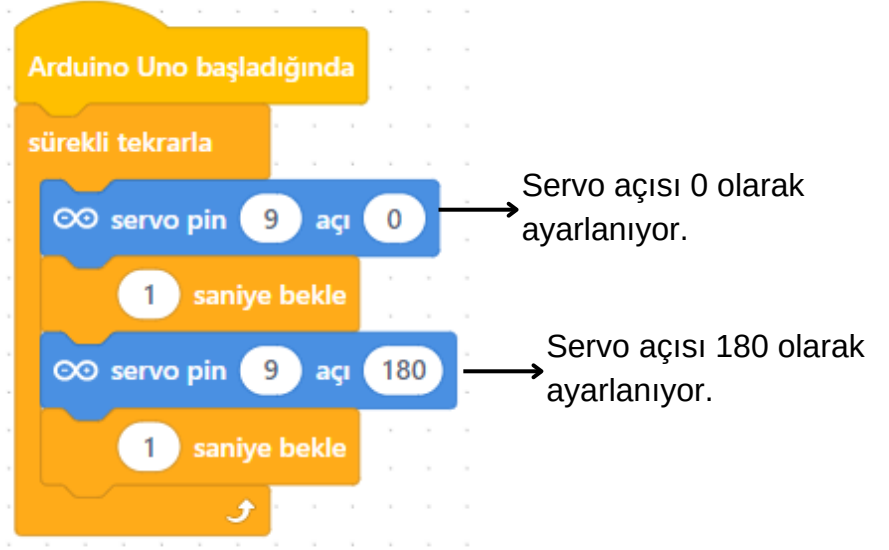 Arduino Uno başladığında
sürekli tekrarla
servo pin 9 açı 0
Servo açısı 0 olarak
ayarlanıyor.
1 saniye bekle
servo pin 9 açı 180
Servo açısı 180 olarak
ayarlanıyor.
1 saniye bekle